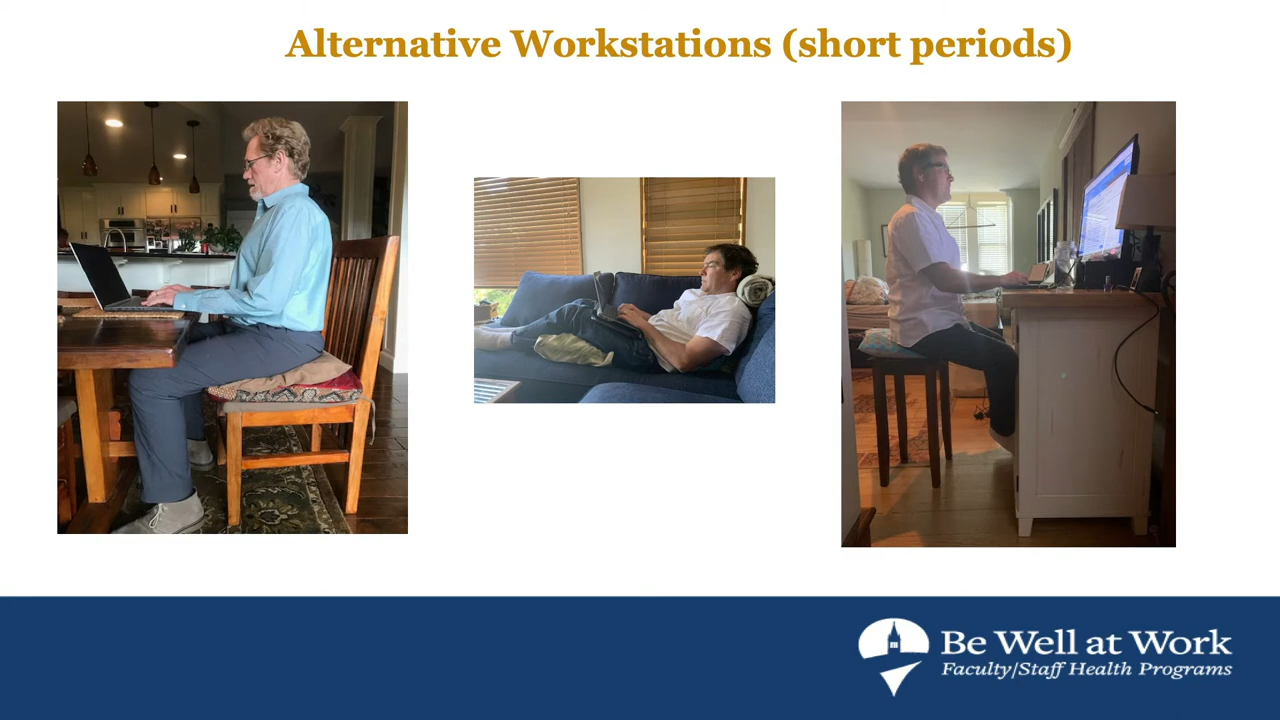 Alternative Workstations (short periods)
Be Well at Work
Faculty/Staff Health Programs